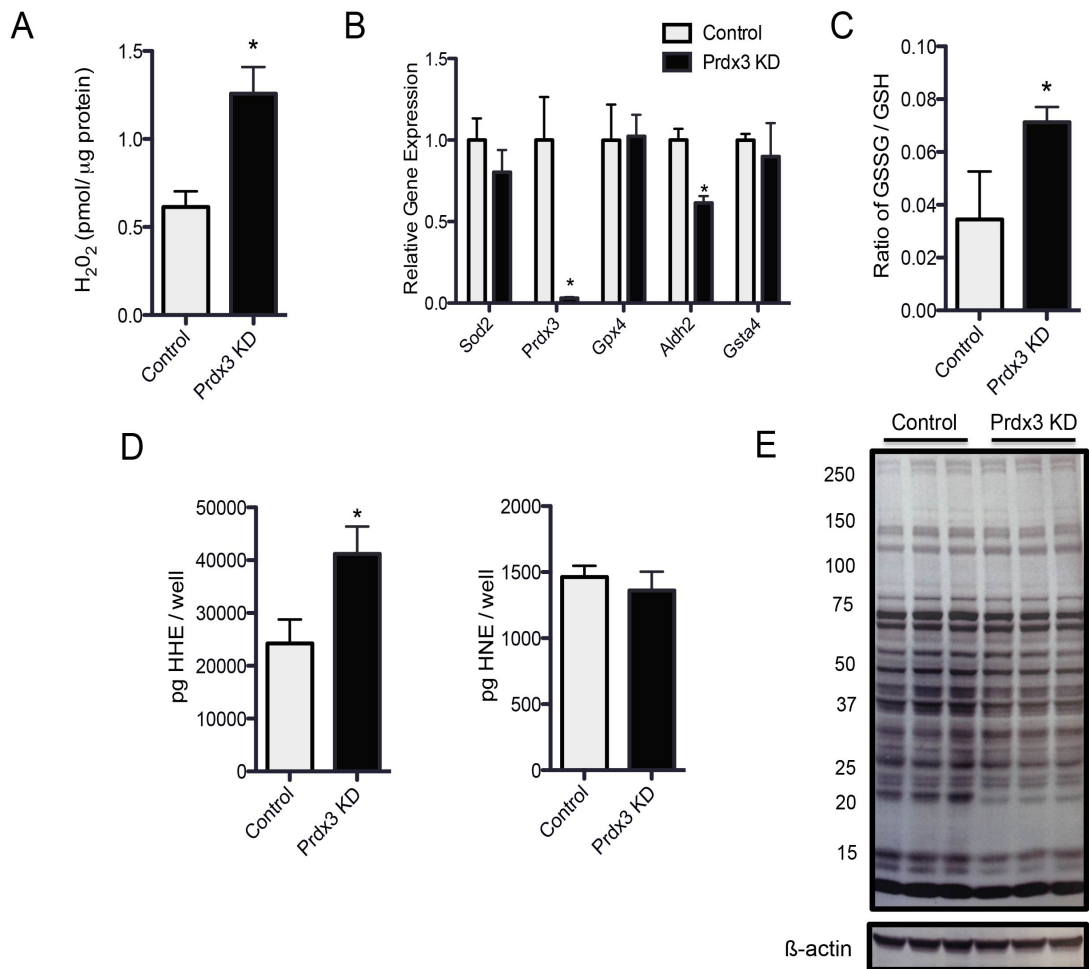 A
H2O2 (pmol/ µg protein)
1.5
1.0
0.5
0.0
*
Control
Prdx3 KD
B
Control
Prdx3 KD
Relative Gene Expression
1.5
1.0
0.5
0.0
*
*
Sod2
Prdx3
Gpx4
Aldh2
Gsta4
C
Ratio of GSSG / GSH
0.10
0.08
0.06
0.04
0.02
0.00
*
Control
Prdx3 KD
D
pg HHE / well
50000
40000
30000
20000
10000
0
*
Control
Prdx3 KD
pg HNE / well
2000
1500
1000
500
0
Control
Prdx3 KD
E
Control Prdx3 KD
250
150
100
75
50
37
25
20
15
ß-actin